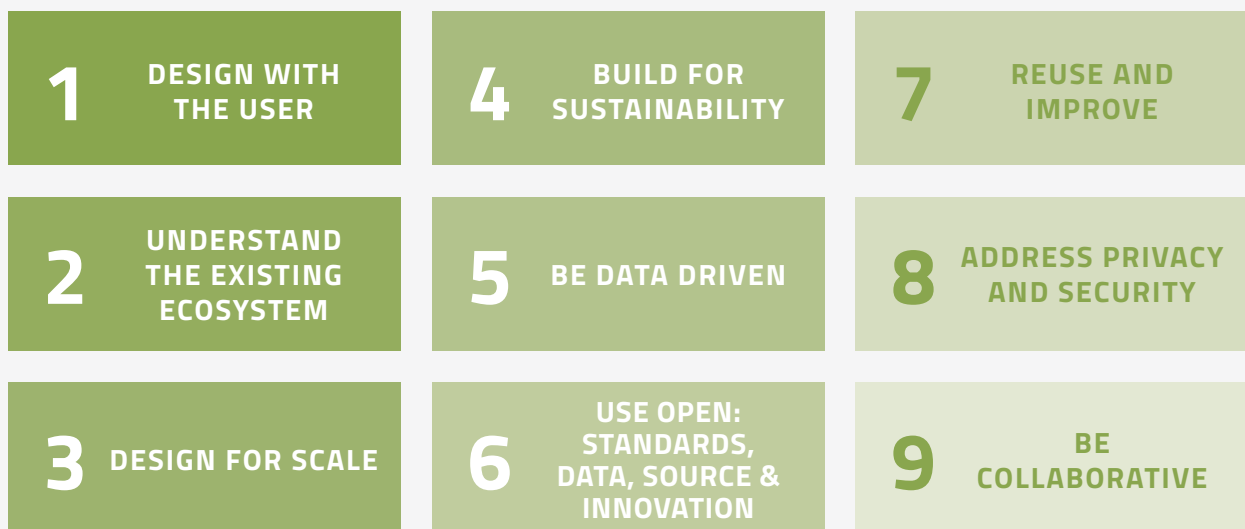 1
DESIGN WITH
THE USER
2
UNDERSTAND
THE EXISTING
ECOSYSTEM
3
DESIGN FOR SCALE
4
BUILD FOR
SUSTAINABILITY
5
BE DATA DRIVEN
6
USE OPEN:
STANDARDS,
DATA, SOURCE &
INNOVATION
7
REUSE AND
IMPROVE
8
ADDRESS PRIVACY
AND SECURITY
9
BE
COLLABORATIVE